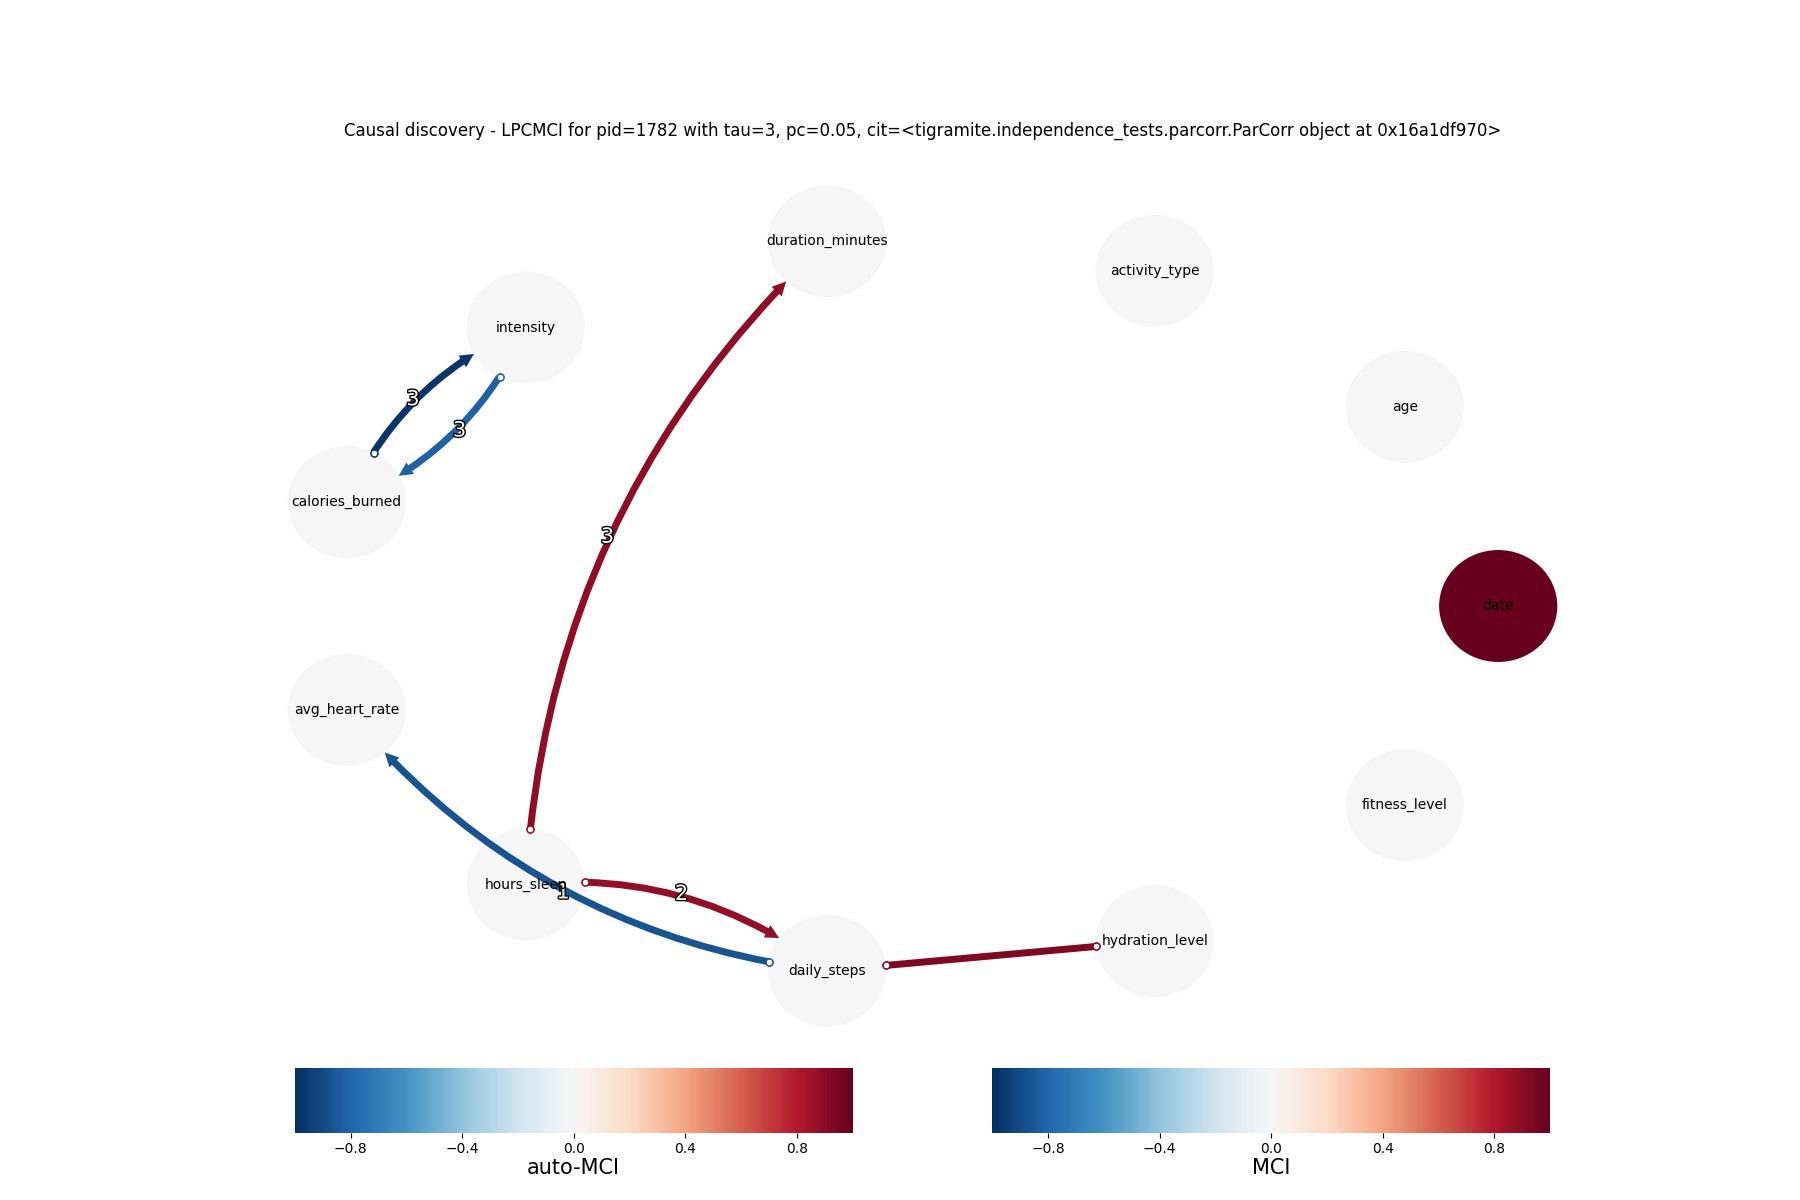 Causal discovery - LPCMCI for pid=1782 with tau=3, pc=0.05, cit=<tigramite.independence_tests.parcorr.ParCorr object at 0x16a1df970>
duration_minutes
activity_type
intensity
3
3
age
calories_burned
3
date
avg_heart_rate
fitness_level
hours_sleep
1
2
hydration_level
daily_steps
−0.8 −0.4 0.0 0.4 0.8
auto-MCI
−0.8 −0.4 0.0 0.4 0.8
MCI